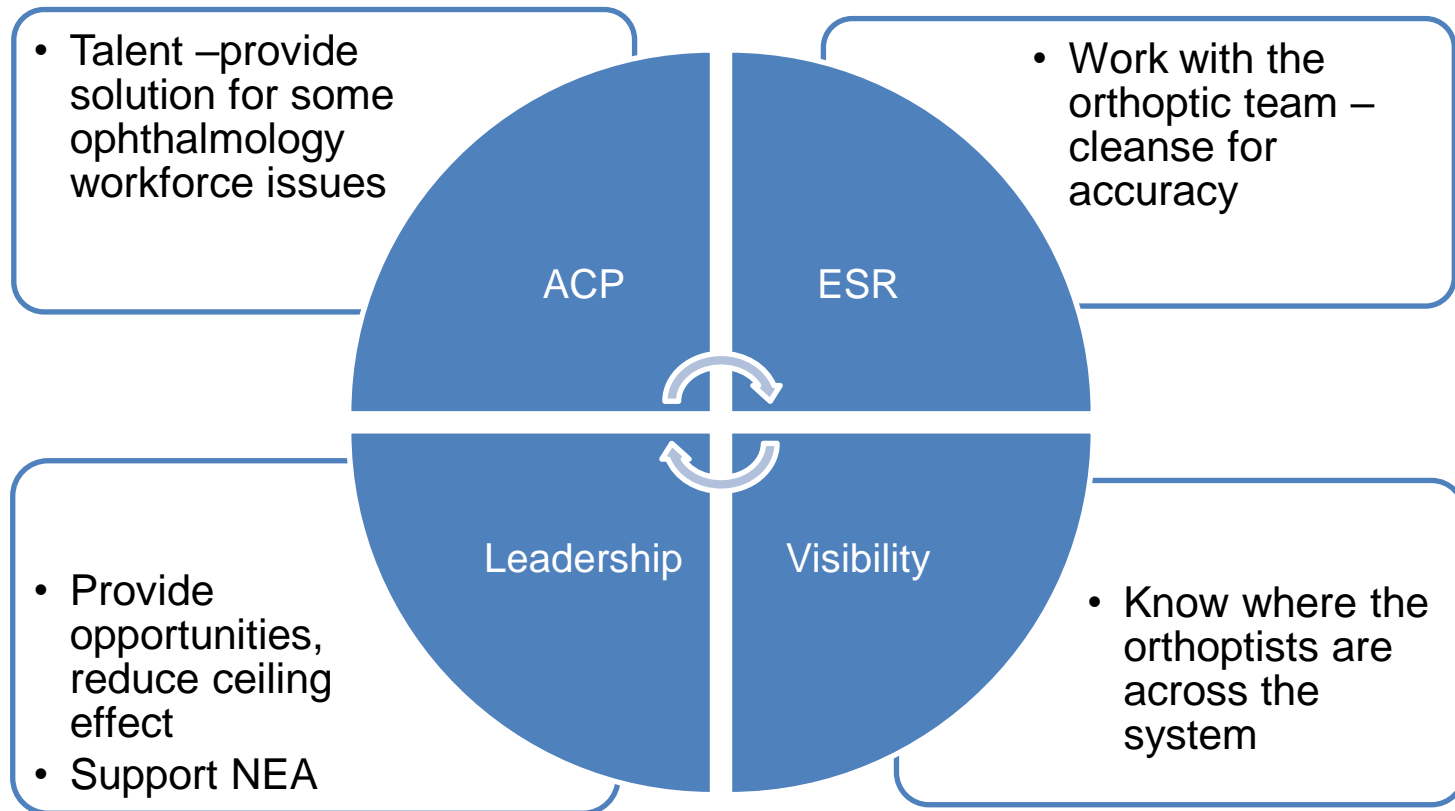 • Talent –provide
solution for some
ophthalmology
workforce issues
• Work with the
orthoptic team –
cleanse for
accuracy
ACP
ESR
Leadership
Visibility
• Provide
opportunities,
reduce ceiling
effect
• Support NEA
• Know where the
orthoptists are
across the
system